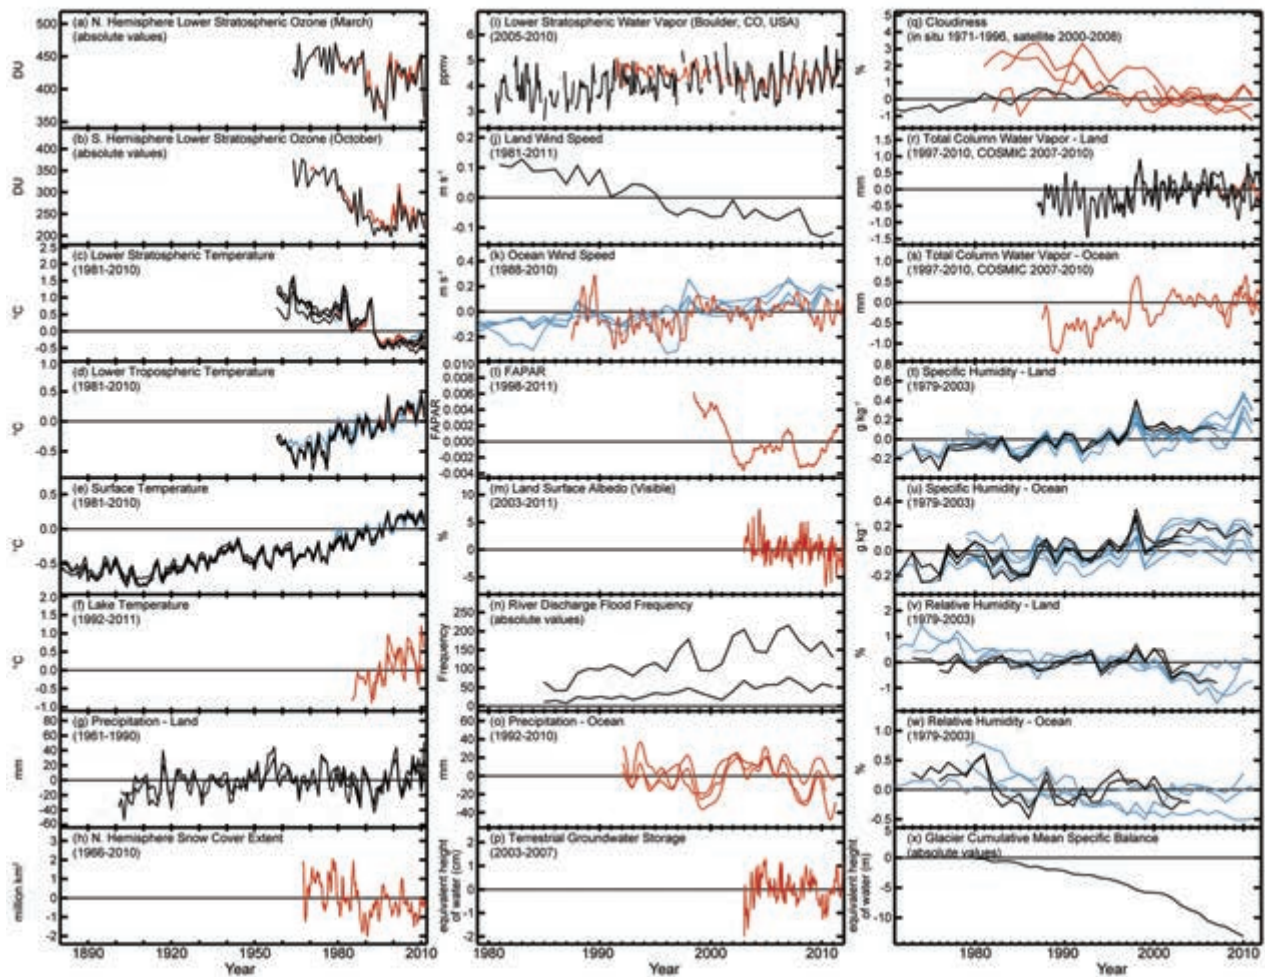 (a) N. Hemisphere Lower Stratospheric Ozone (March)
(absolute values)
DU
450
400
350
(b) S. Hemisphere Lower Stratospheric Ozone (October)
(absolute values)
DU
400
350
300
250
200
(c) Lower Stratospheric Temperature
(1981-2010)
°C
2.5
2.0
1.5
1.0
0.5
0.0
-0.5
(d) Lower Tropospheric Temperature
(1981-2010)
°C
1.0
0.5
0.0
-0.5
(e) Surface Temperature
(1981-2010)
°C
0.5
0.0
-0.5
(f) Lake Temperature
(1992-2011)
°C
2.0
1.5
1.0
0.5
0.0
-0.5
-1.0
(g) Precipitation - Land
(1961-1990)
mm
80
60
40
20
0
-20
-40
-60
(h) N. Hemisphere Snow Cover Extent
(1966-2010)
million km²
3
2
1
0
-1
-2
1890 1920 1950 1980 2010
Year
(i) Lower Stratospheric Water Vapor (Boulder, CO, USA)
(2005-2010)
ppmv
6
5
4
3
(j) Land Wind Speed
(1981-2011)
m s⁻¹
0.2
0.1
0.0
-0.1
(k) Ocean Wind Speed
(1988-2010)
m s⁻¹
0.4
0.2
0.0
-0.2
(l) FAPAR
(1998-2011)
FAPAR
0.010
0.008
0.006
0.004
0.002
0.000
-0.002
-0.004
(m) Land Surface Albedo (Visible)
(2003-2011)
%
10
5
0
-5
(n) River Discharge Flood Frequency
(absolute values)
Frequency
250
200
150
100
50
0
(o) Precipitation - Ocean
(1992-2010)
mm
60
40
20
0
-20
-40
(p) Terrestrial Groundwater Storage
(2003-2007)
equivalent height
of water (cm)
2
1
0
-1
-2
1980 1990 2000 2010
Year
(q) Cloudiness
(in situ 1971-1996, satellite 2000-2008)
%
5
4
3
2
1
0
-1
(r) Total Column Water Vapor - Land
(1997-2010, COSMIC 2007-2010)
mm
1.5
1.0
0.5
0.0
-0.5
-1.0
-1.5
(s) Total Column Water Vapor - Ocean
(1997-2010, COSMIC 2007-2010)
mm
1.0
0.5
0.0
-0.5
-1.0
(t) Specific Humidity - Land
(1979-2003)
g kg⁻¹
0.8
0.6
0.4
0.2
0.0
-0.2
(u) Specific Humidity - Ocean
(1979-2003)
g kg⁻¹
0.4
0.2
0.0
-0.2
(v) Relative Humidity - Land
(1979-2003)
%
2
1
0
-1
(w) Relative Humidity - Ocean
(1979-2003)
%
1.0
0.5
0.0
-0.5
(x) Glacier Cumulative Mean Specific Balance
(absolute values)
equivalent height
of water (m)
5
0
-5
-10
1980 1990 2000 2010
Year